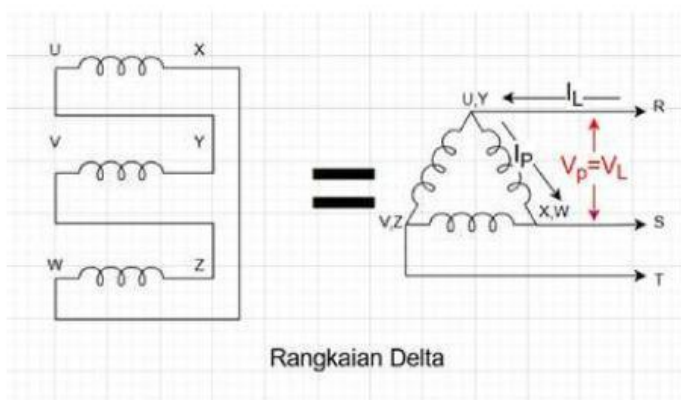 U X
V Y
W Z
=
U,Y
I_L
R
I_P
V_p=V_L
X,W
V,Z
S
T
Rangkaian Delta